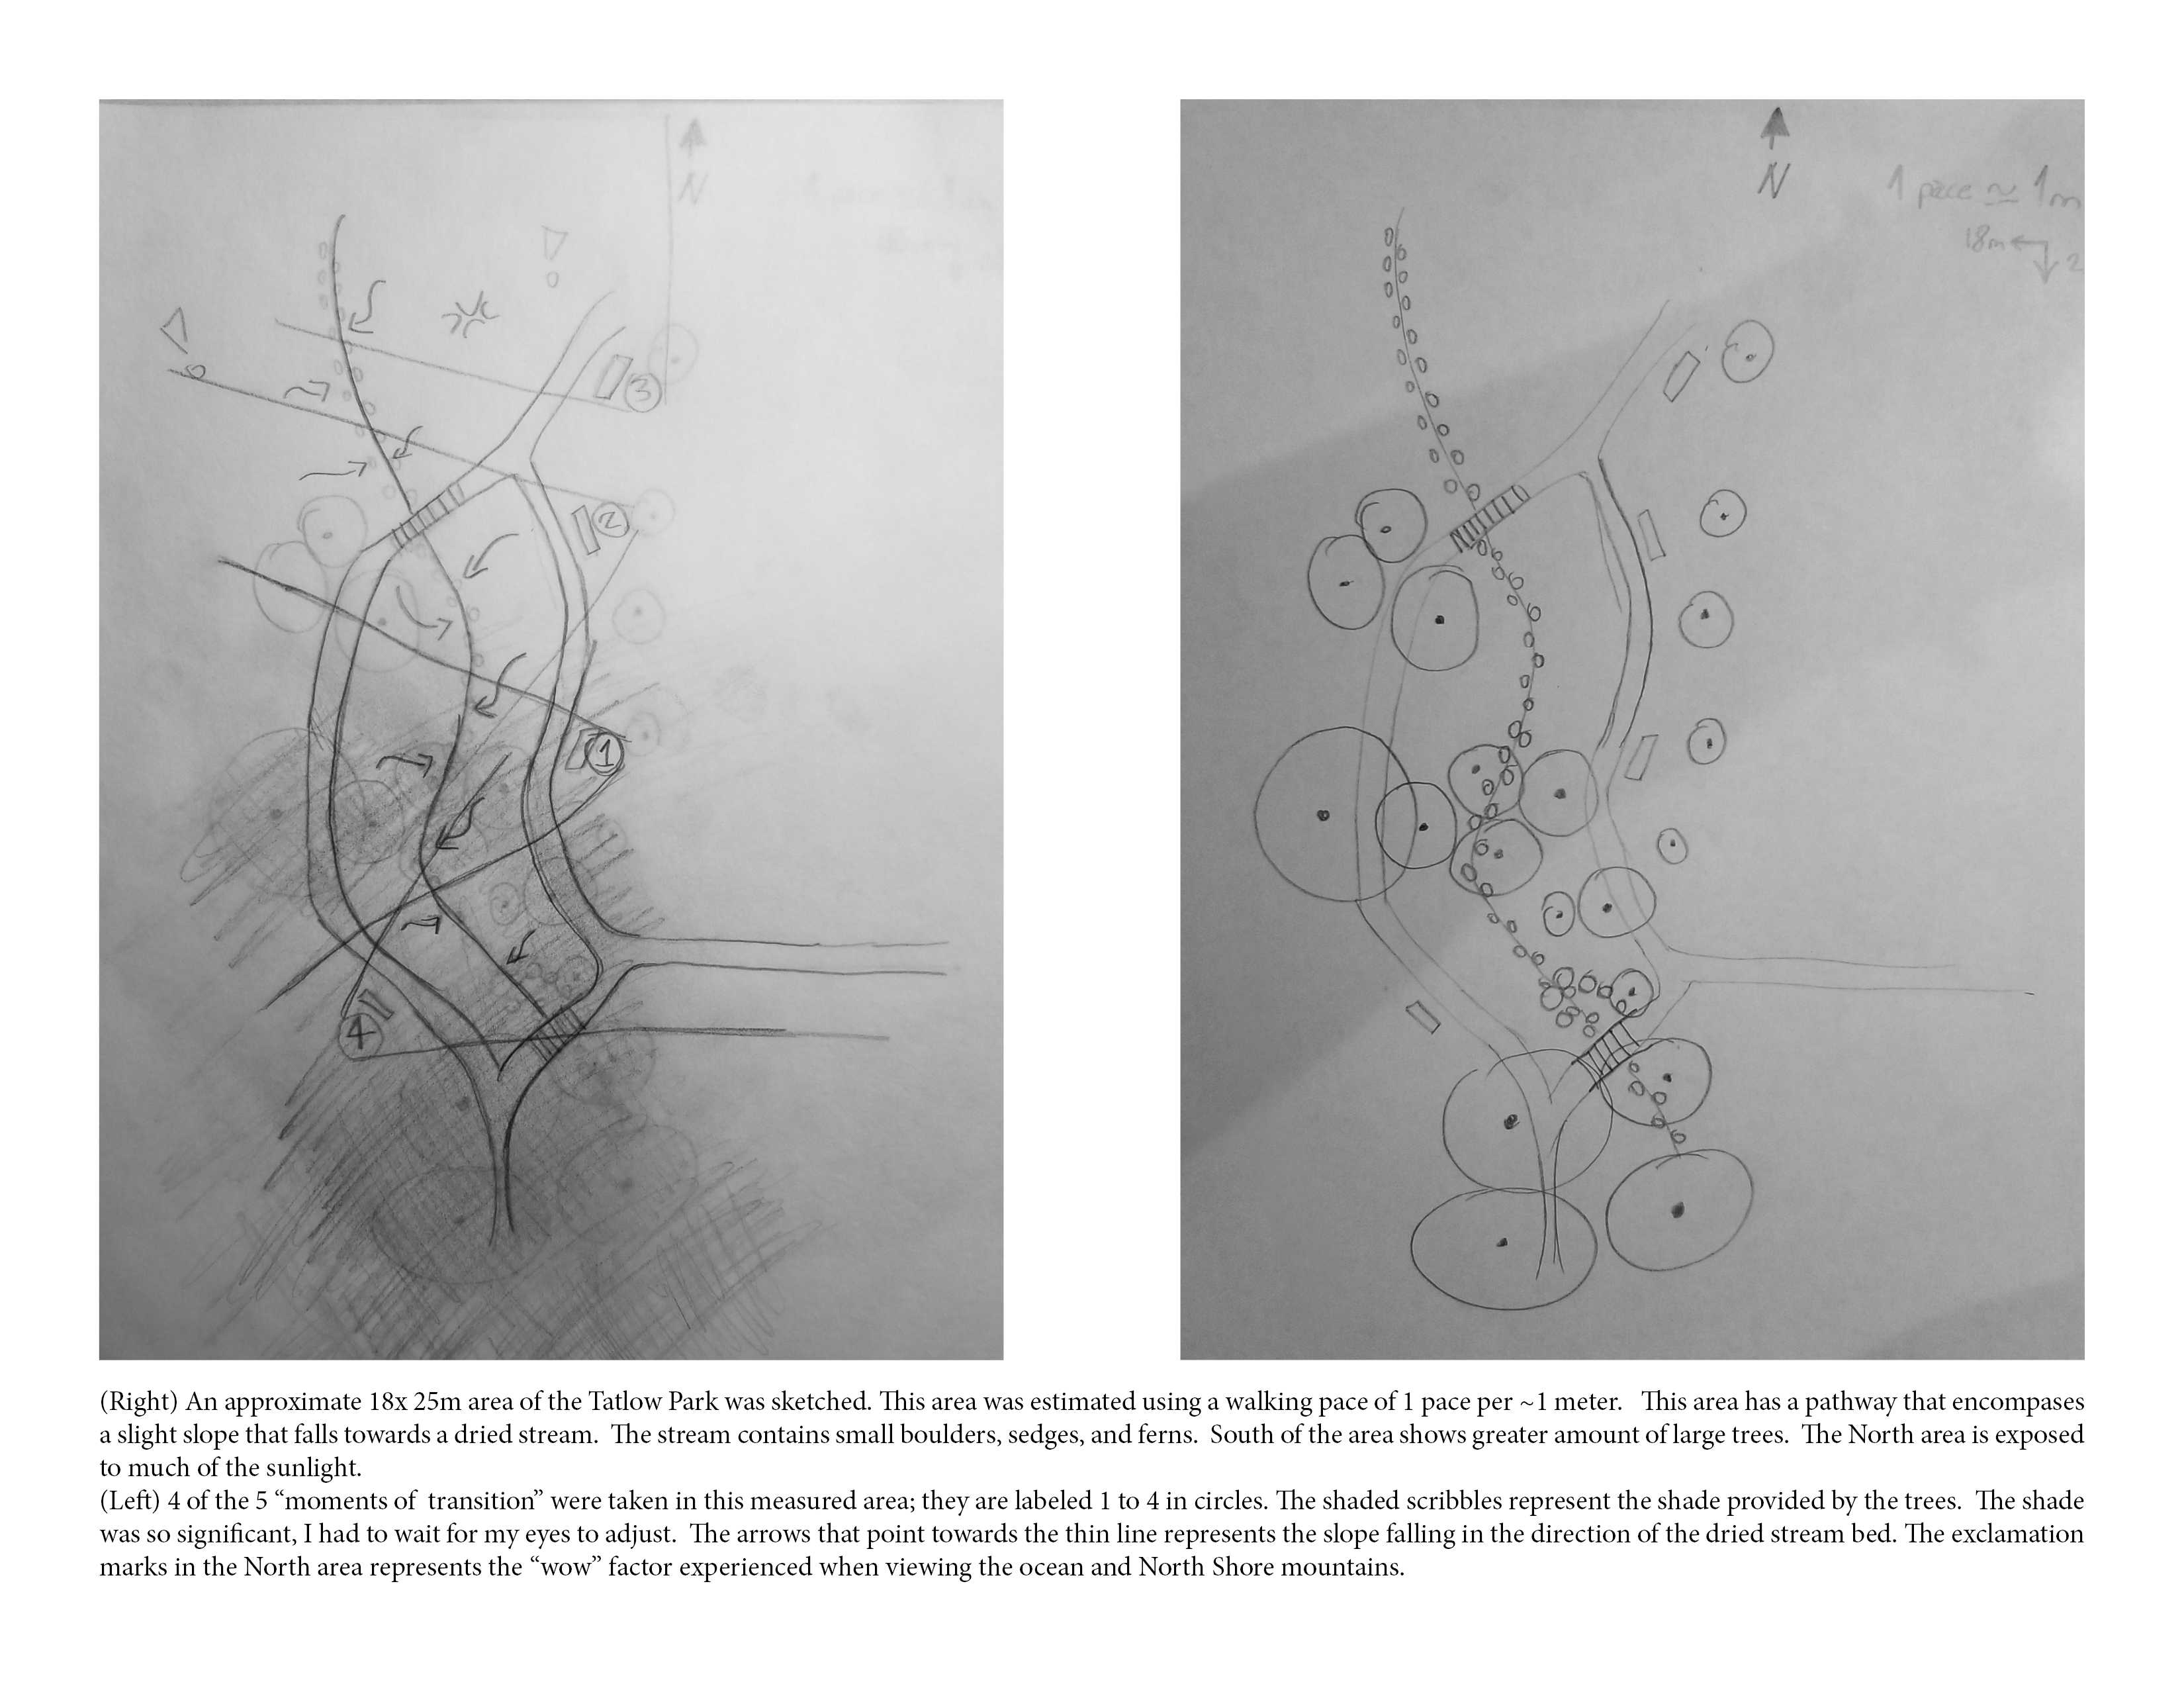 N
3
2
1
4
N
1 pace ≃ 1m
18m
2
(Right) An approximate 18x 25m area of the Tatlow Park was sketched. This area was estimated using a walking pace of 1 pace per ~1 meter. This area has a pathway that encompases
a slight slope that falls towards a dried stream. The stream contains small boulders, sedges, and ferns. South of the area shows greater amount of large trees. The North area is exposed
to much of the sunlight.
(Left) 4 of the 5 “moments of transition” were taken in this measured area; they are labeled 1 to 4 in circles. The shaded scribbles represent the shade provided by the trees. The shade
was so significant, I had to wait for my eyes to adjust. The arrows that point towards the thin line represents the slope falling in the direction of the dried stream bed. The exclamation
marks in the North area represents the “wow” factor experienced when viewing the ocean and North Shore mountains.